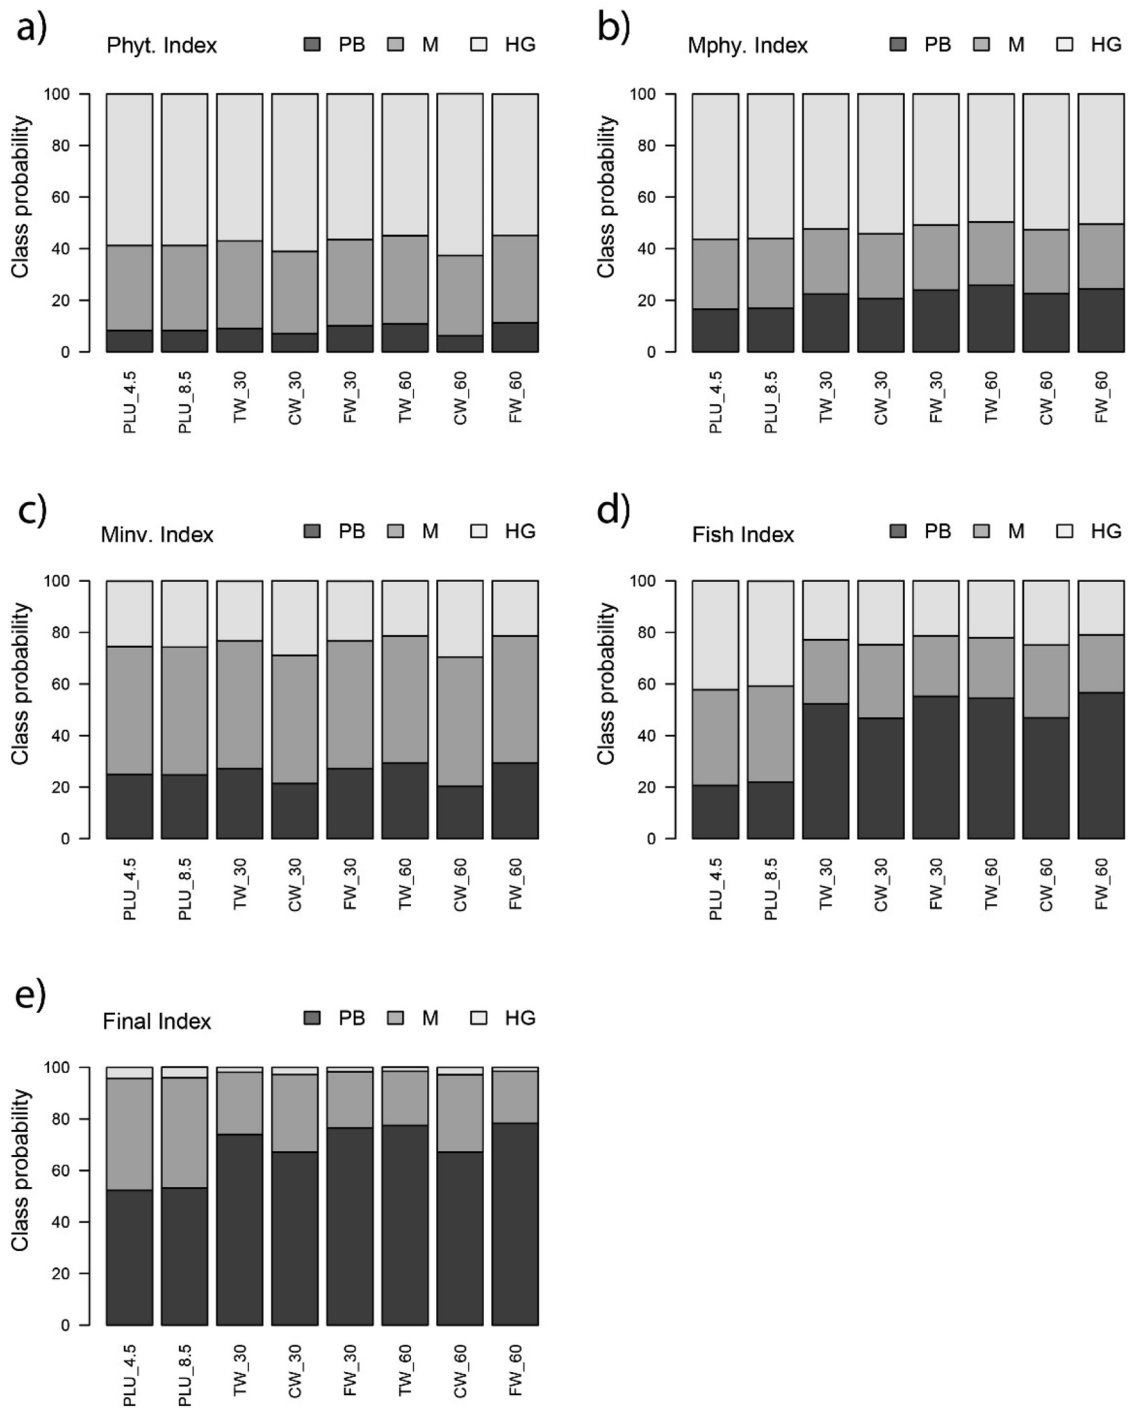 a)
Phyt. Index PB M HG
Class probability
100
80
60
40
20
0
PLU_4.5 PLU_8.5 TW_30 CW_30 FW_30 TW_60 CW_60 FW_60
b)
Mphy. Index PB M HG
Class probability
100
80
60
40
20
0
PLU_4.5 PLU_8.5 TW_30 CW_30 FW_30 TW_60 CW_60 FW_60
c)
Minv. Index PB M HG
Class probability
100
80
60
40
20
0
PLU_4.5 PLU_8.5 TW_30 CW_30 FW_30 TW_60 CW_60 FW_60
d)
Fish Index PB M HG
Class probability
100
80
60
40
20
0
PLU_4.5 PLU_8.5 TW_30 CW_30 FW_30 TW_60 CW_60 FW_60
e)
Final Index PB M HG
Class probability
100
80
60
40
20
0
PLU_4.5 PLU_8.5 TW_30 CW_30 FW_30 TW_60 CW_60 FW_60